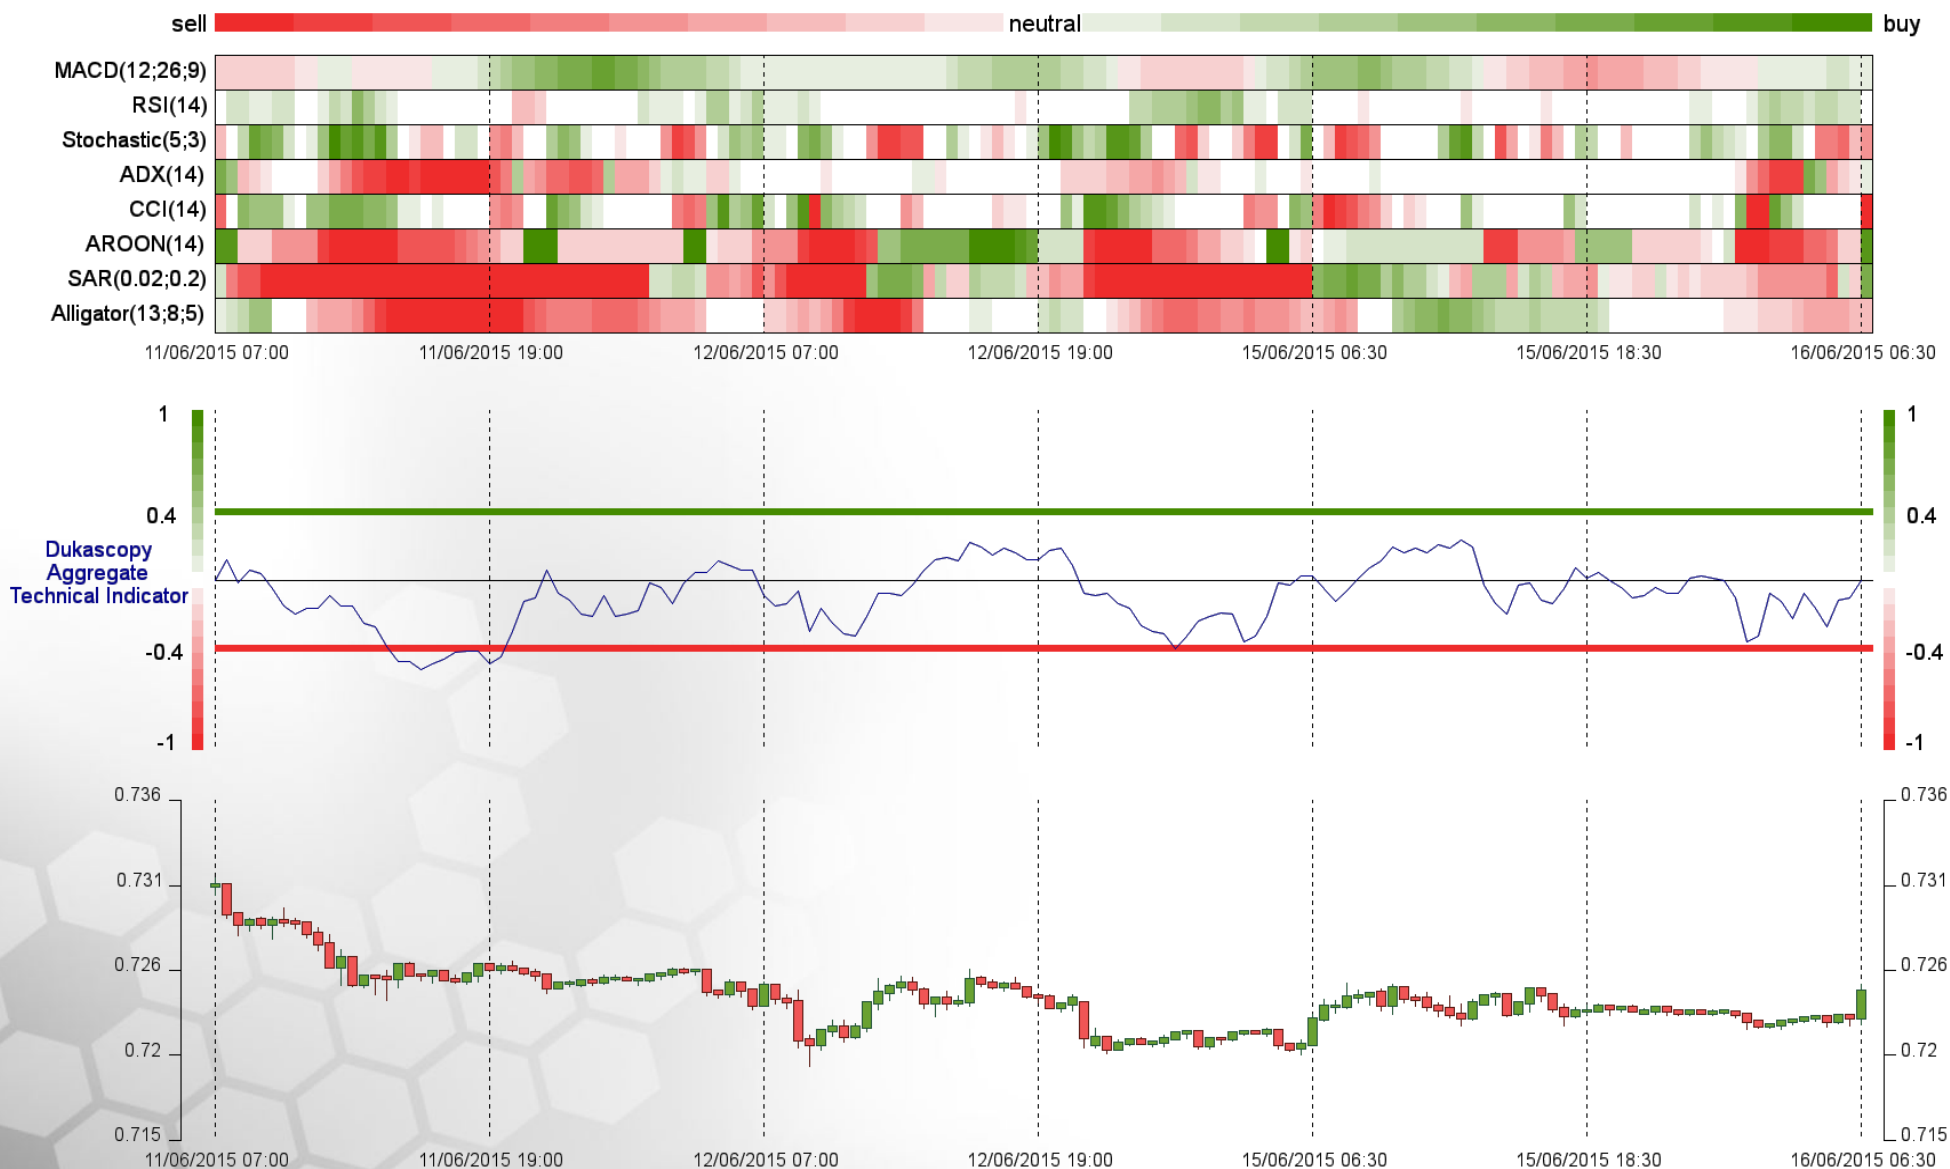 sell neutral buy
MACD(12;26;9)
RSI(14)
Stochastic(5;3)
ADX(14)
CCI(14)
AROON(14)
SAR(0.02;0.2)
Alligator(13;8;5)
11/06/2015 07:00 11/06/2015 19:00 12/06/2015 07:00 12/06/2015 19:00 15/06/2015 06:30 15/06/2015 18:30 16/06/2015 06:30
1 1
0.4 0.4
Dukascopy
Aggregate
Technical Indicator
-0.4 -0.4
-1 -1
0.736 0.736
0.731 0.731
0.726 0.726
0.72 0.72
0.715 0.715
11/06/2015 07:00 11/06/2015 19:00 12/06/2015 07:00 12/06/2015 19:00 15/06/2015 06:30 15/06/2015 18:30 16/06/2015 06:30